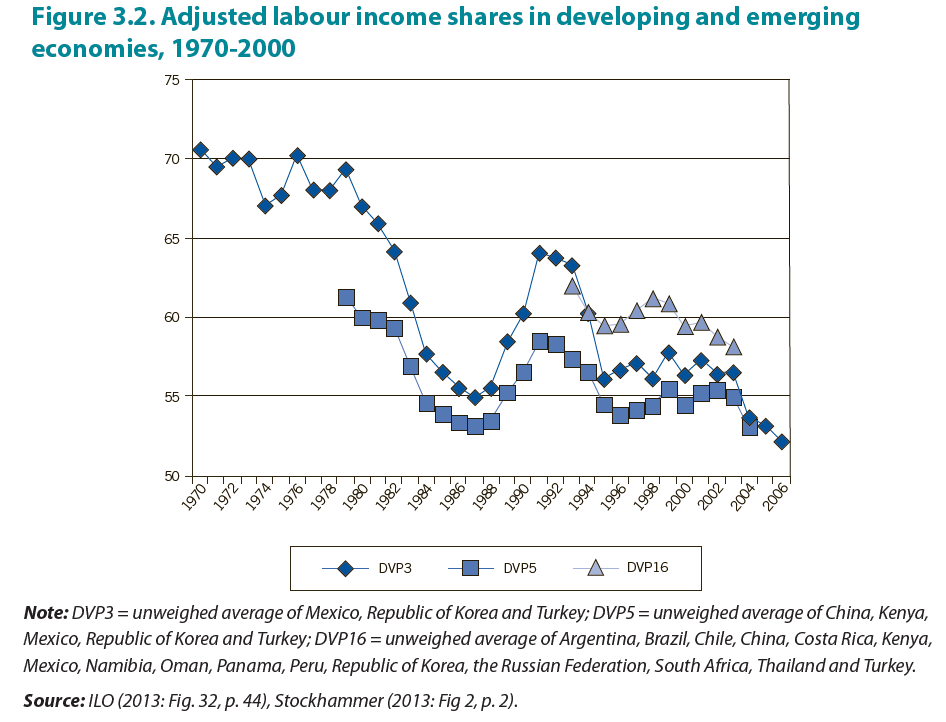 Figure 3.2. Adjusted labour income shares in developing and emerging
economies, 1970-2000
75
70
65
60
55
50
1970 1972 1974 1976 1978 1980 1982 1984 1986 1988 1990 1992 1994 1996 1998 2000 2002 2004 2006
DVP3 DVP5 DVP16
Note: DVP3 = unweighed average of Mexico, Republic of Korea and Turkey; DVP5 = unweighed average of China, Kenya,
Mexico, Republic of Korea and Turkey; DVP16 = unweighed average of Argentina, Brazil, Chile, China, Costa Rica, Kenya,
Mexico, Namibia, Oman, Panama, Peru, Republic of Korea, the Russian Federation, South Africa, Thailand and Turkey.
Source: ILO (2013: Fig. 32, p. 44), Stockhammer (2013: Fig 2, p. 2).